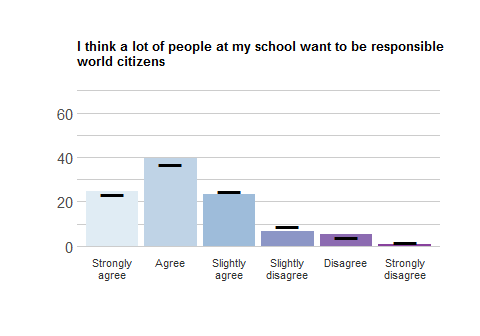 I think a lot of people at my school want to be responsible
world citizens
60
40
20
0
Strongly agree
Agree
Slightly agree
Slightly disagree
Disagree
Strongly disagree